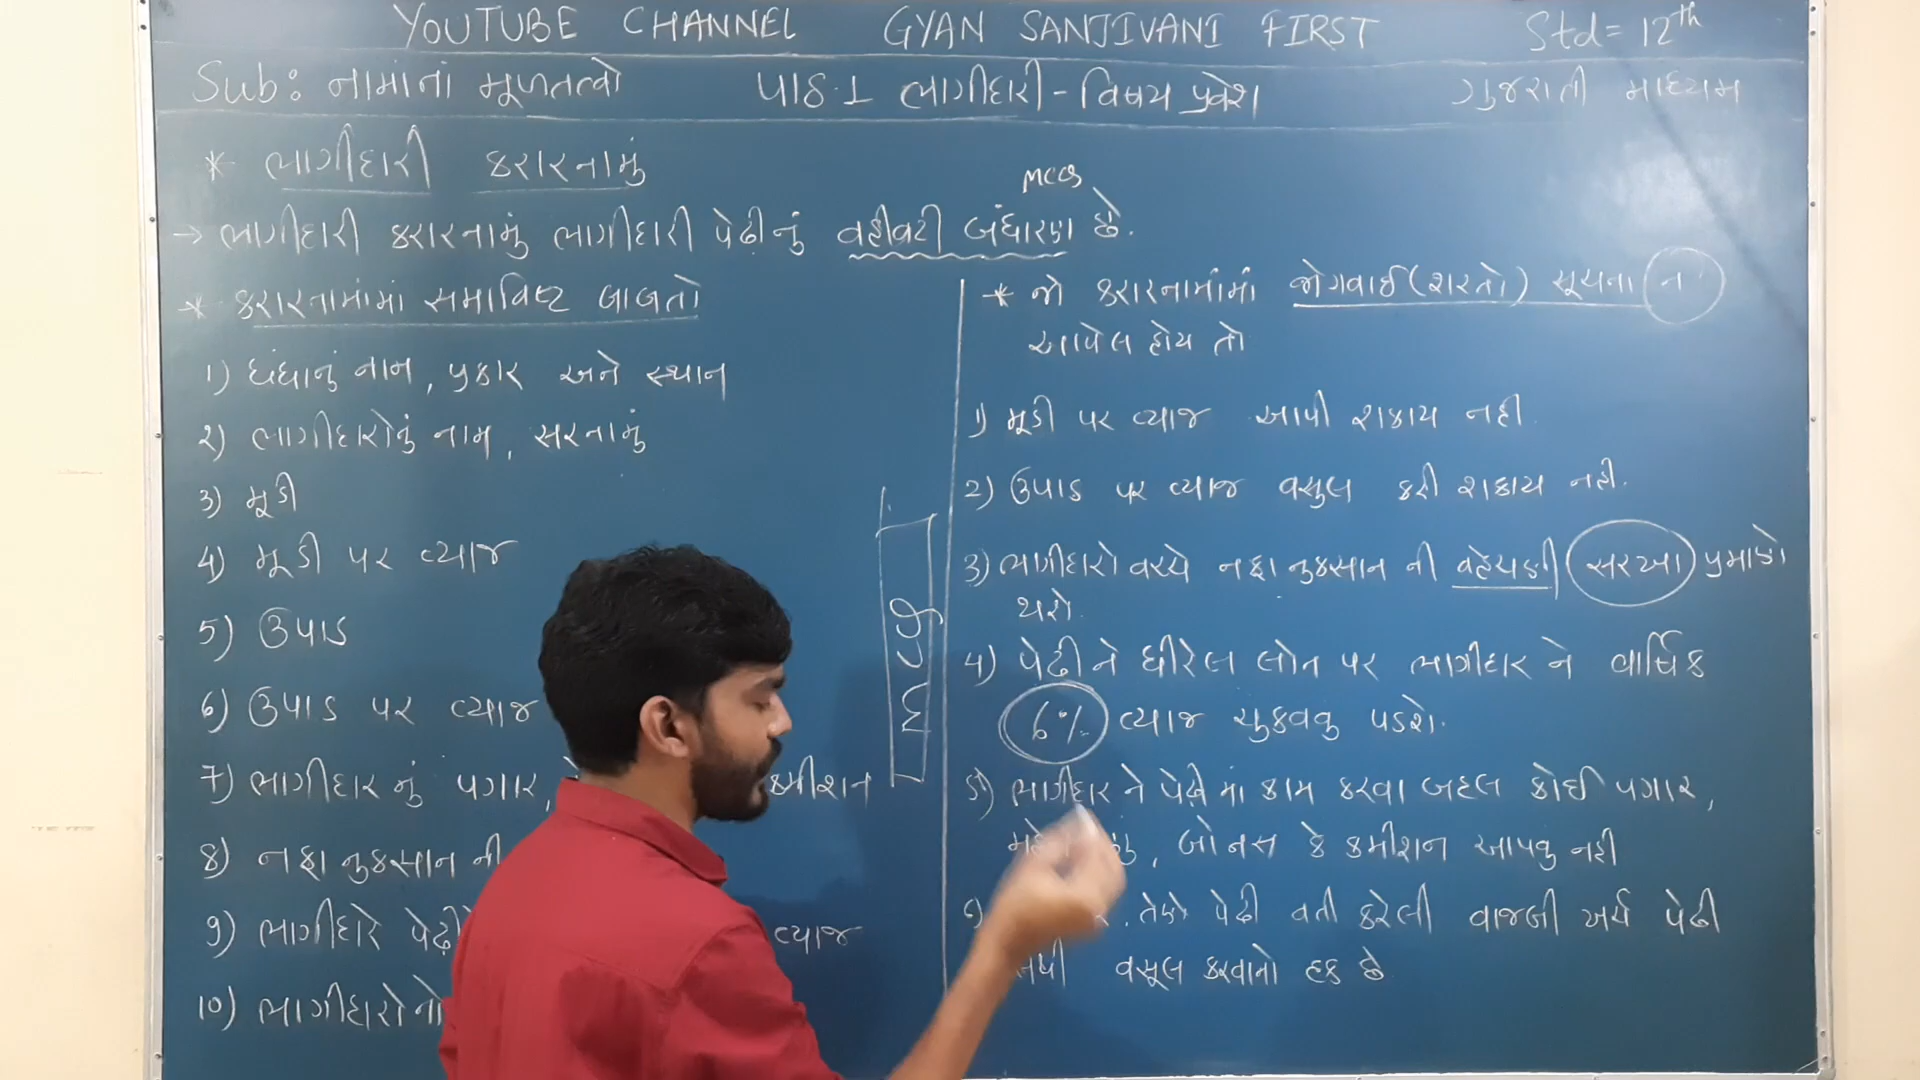 YOUTUBE CHANNEL GYAN SANJIVANI FIRST Std= 12th
Sub: નામાનાં મૂળતત્વો પાઠ.1 ભાગીદારી - વિષય પ્રવેશ ગુજરાતી માધ્યમ
* ભાગીદારી કરારનામું
MCQ
→ ભાગીદારી કરારનામું ભાગીદારી પેઢીનું વહીવટી બંધારણ છે.
* કરારનામાંમાં સમાવિષ્ટ બાબતો
1) ધંધાનું નામ, પ્રકાર અને સ્થાન
૨) ભાગીદારોનું નામ, સરનામું
3) મૂડી
4) મૂડી પર વ્યાજ
5) ઉપાડ
6) ઉપાડ પર વ્યાજ
7) ભાગીદારનું પગાર, કમીશન
8) નફા નુકસાન ની
9) ભાગીદારે વ્યાજ
10) ભાગીદારોનો
* જો કરારનામાંમાં જોગવાઈ (શરતો) સૂચના ન
આપેલ હોય તો
1) મૂડી પર વ્યાજ આપી શકાય નહી.
2) ઉપાડ પર વ્યાજ વસુલ કરી શકાય નહી.
3) ભાગીદારો વચ્ચે નફા નુકસાન ની વહેચણી સરખા પ્રમાણે
થશે.
4) પેઢી ને ધીરેલ લોન પર ભાગીદાર ને વાર્ષિક
6% વ્યાજ ચુકવવુ પડશે.
5) ભાગીદાર ને પેઢી માં કામ કરવા બદલ કોઈ પગાર,
બોનસ કે કમીશન આપવુ નહી
તેણે પેઢી વતી કરેલી વાજબી ખર્ચ પેઢી
વસૂલ કરવાનો હક છે